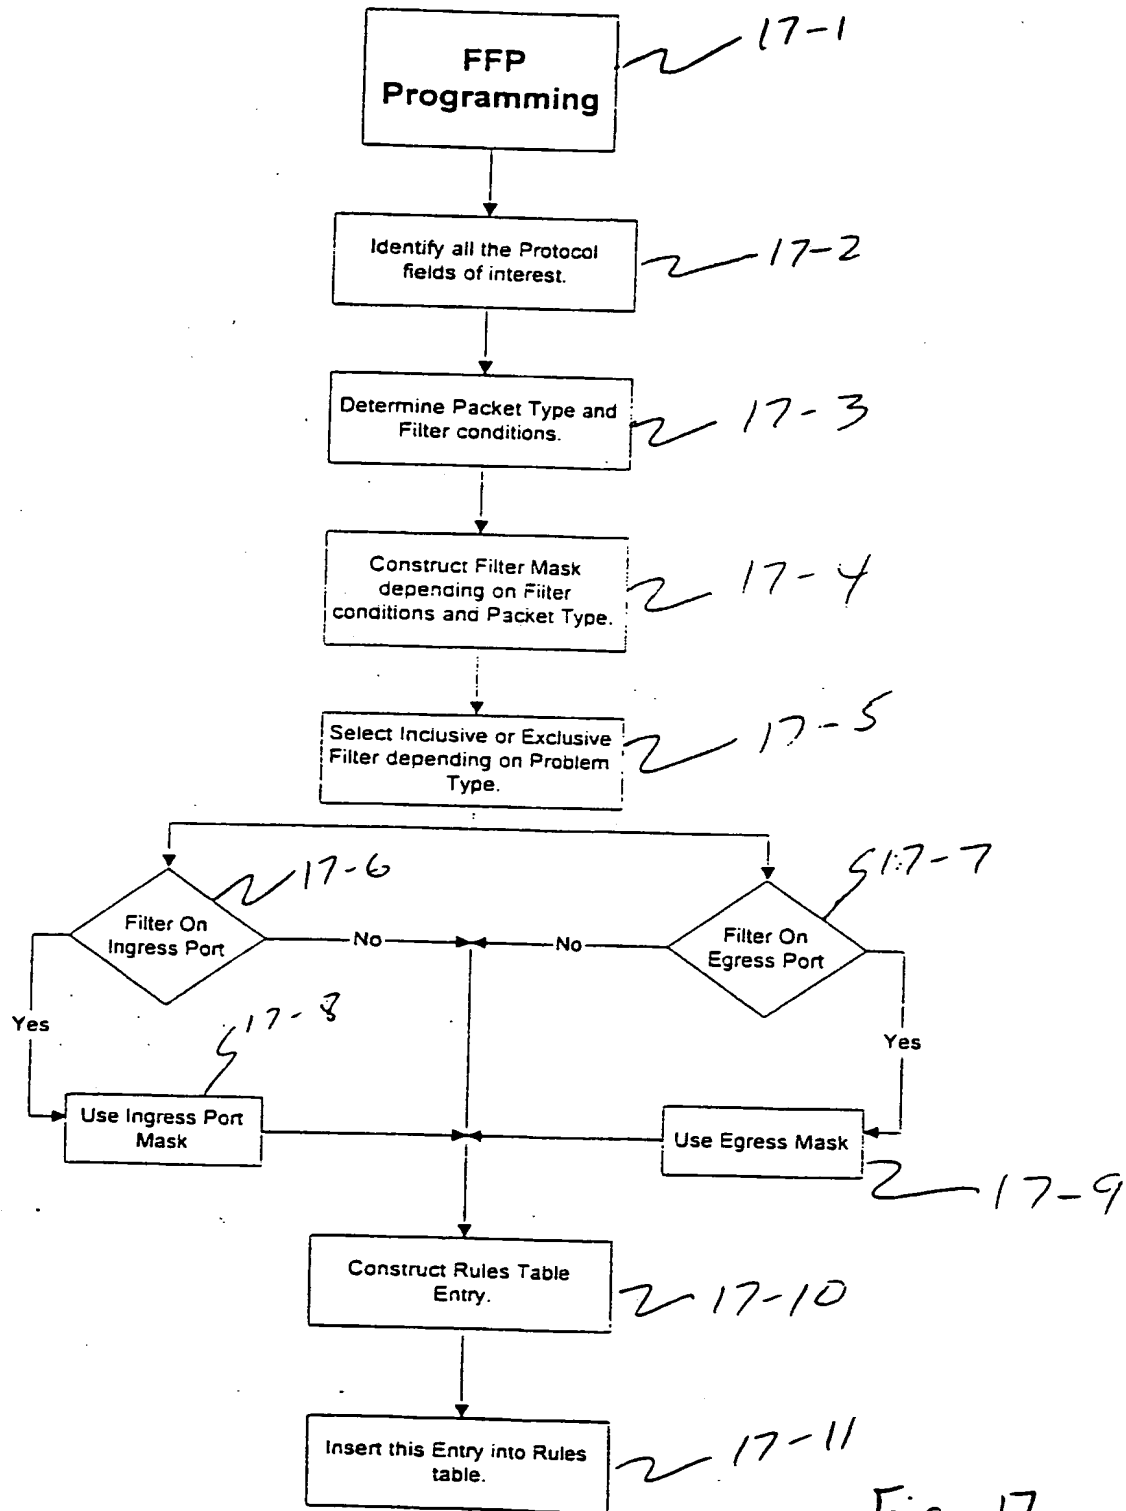 FFP
Programming
17-1
Identify all the Protocol
fields of interest.
17-2
Determine Packet Type and
Filter conditions.
17-3
Construct Filter Mask
depending on Filter
conditions and Packet Type.
17-4
Select Inclusive or Exclusive
Filter depending on Problem
Type.
17-5
Filter On
Ingress Port
17-6
No
No
Filter On
Egress Port
17-7
Yes
Yes
Use Ingress Port
Mask
17-8
Use Egress Mask
17-9
Construct Rules Table
Entry.
17-10
Insert this Entry into Rules
table.
17-11
Fig. 17